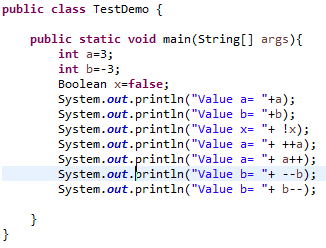 public class TestDemo {
public static void main(String[] args){
int a=3;
int b=-3;
Boolean x=false;
System.out.println("Value a= "+a);
System.out.println("Value b= "+b);
System.out.println("Value x= "+ !x);
System.out.println("Value a= "+ ++a);
System.out.println("Value a= "+ a++);
System.out.println("Value b= "+ --b);
System.out.println("Value b= "+ b--);
}
}